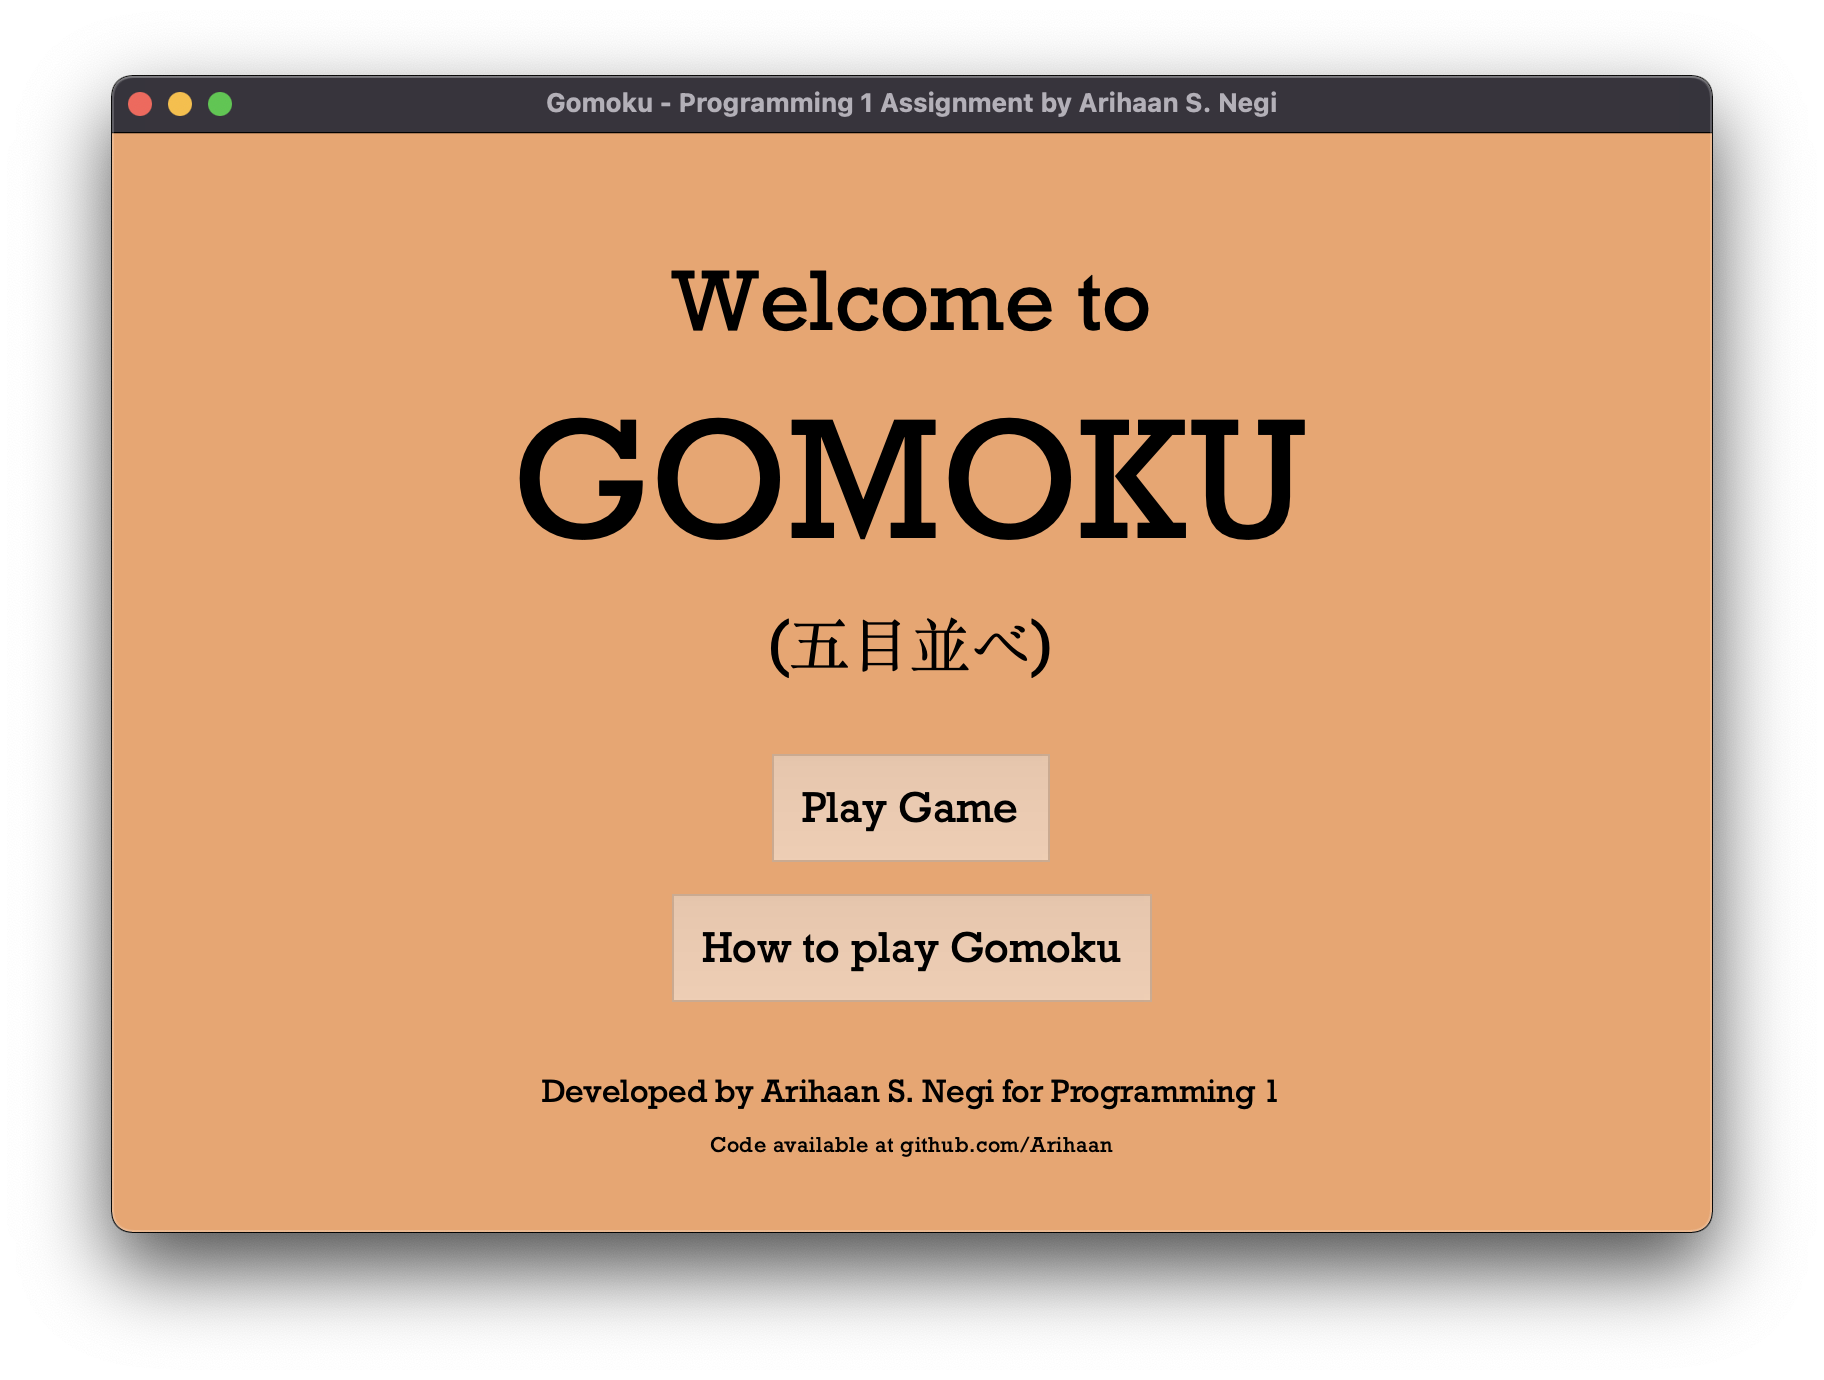 Gomoku - Programming 1 Assignment by Arihaan S. Negi
Welcome to
GOMOKU
(五目並べ)
Play Game
How to play Gomoku
Developed by Arihaan S. Negi for Programming 1
Code available at github.com/Arihaan